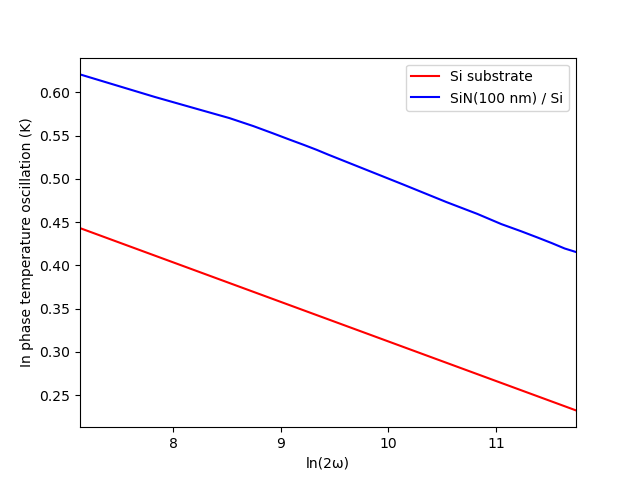 Si substrate
SiN(100 nm) / Si
In phase temperature oscillation (K)
0.60
0.55
0.50
0.45
0.40
0.35
0.30
0.25
8 9 10 11
ln(2ω)